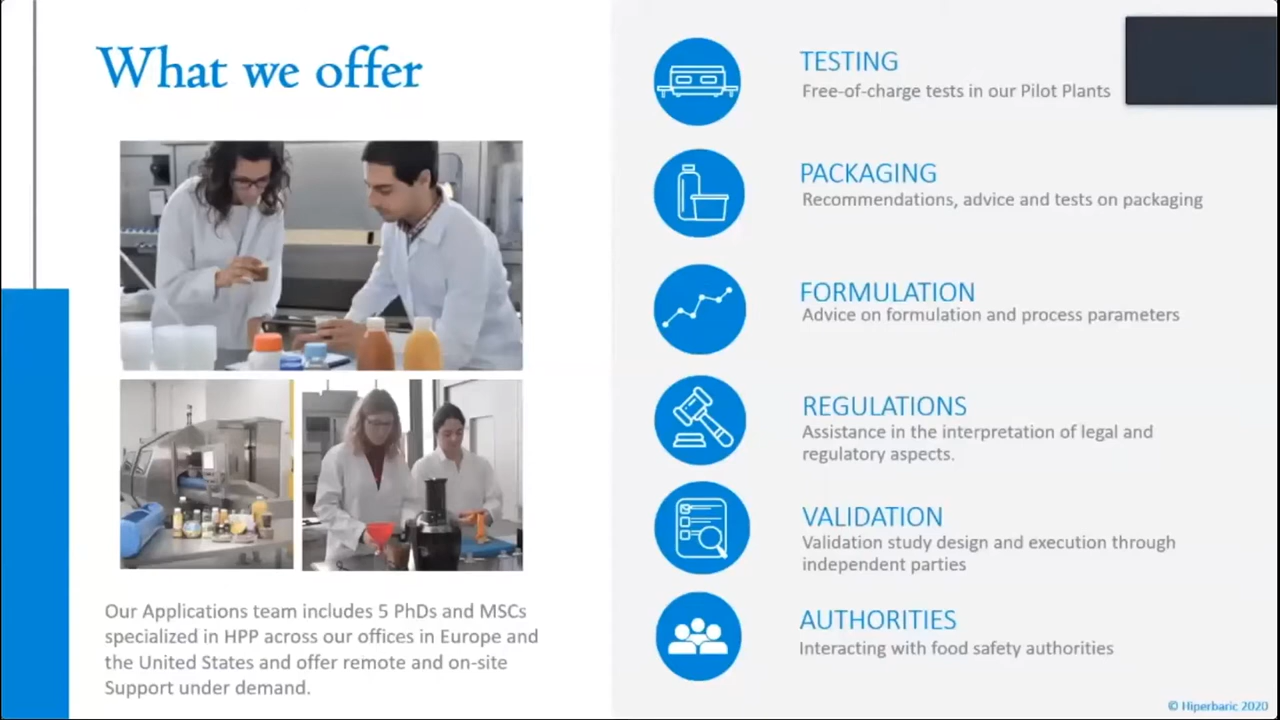 What we offer
Our Applications team includes 5 PhDs and MSCs
specialized in HPP across our offices in Europe and
the United States and offer remote and on-site
Support under demand.
TESTING
Free-of-charge tests in our Pilot Plants
PACKAGING
Recommendations, advice and tests on packaging
FORMULATION
Advice on formulation and process parameters
REGULATIONS
Assistance in the interpretation of legal and
regulatory aspects.
VALIDATION
Validation study design and execution through
independent parties
AUTHORITIES
Interacting with food safety authorities
© Hiperbaric 2020